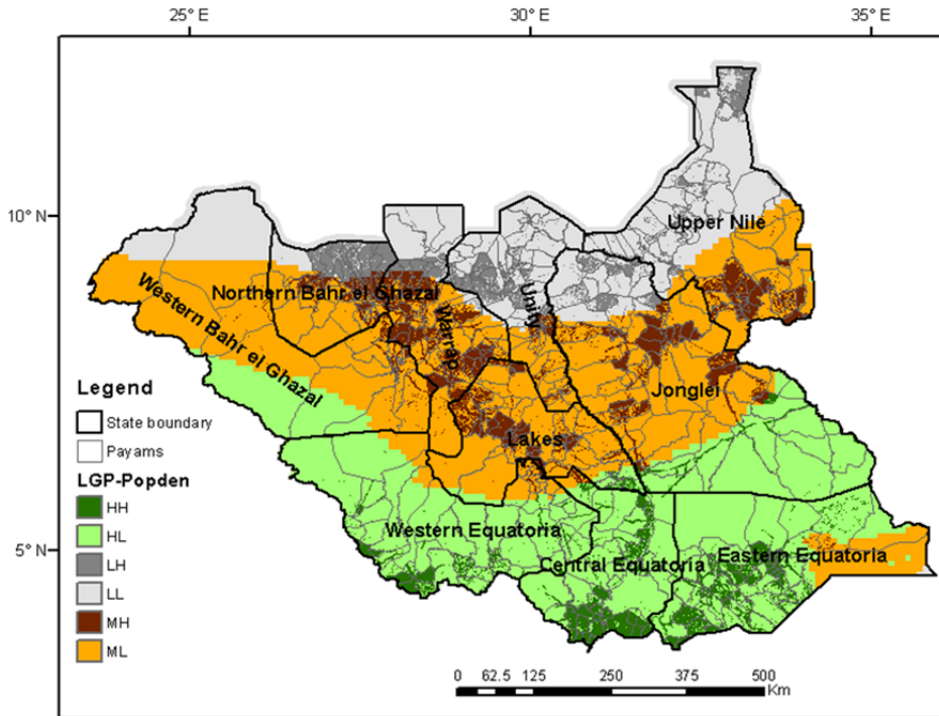 25° E 30° E 35° E
10° N
5° N
Upper Nile
Northern Bahr el Ghazal
Unity
Warrap
Western Bahr el Ghazal
Jonglei
Lakes
Western Equatoria
Central Equatoria
Eastern Equatoria
Legend
State boundary
Payams
LGP-Popden
HH
HL
LH
LL
MH
ML
0 62.5 125 250 375 500
Km